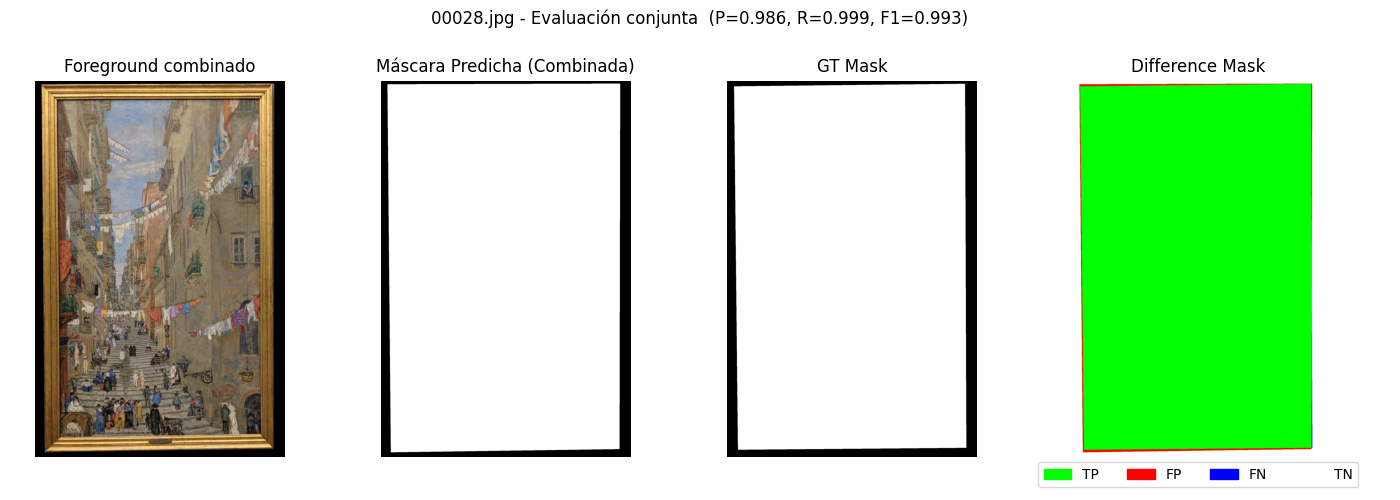 00028.jpg - Evaluación conjunta  (P=0.986, R=0.999, F1=0.993)
Foreground combinado
Máscara Predicha (Combinada)
GT Mask
Difference Mask
TP FP FN TN